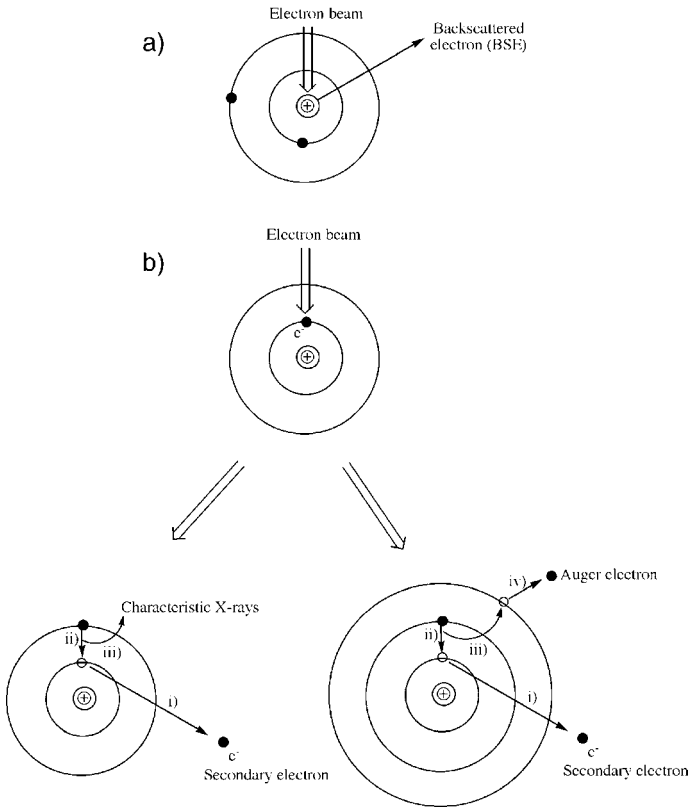 Electron beam
a)
Backscattered
electron (BSE)
+
Electron beam
b)
e-
+
Characteristic X-rays
ii)
iii)
+
i)
e-
Secondary electron
iv)
Auger electron
ii)
iii)
+
i)
e-
Secondary electron